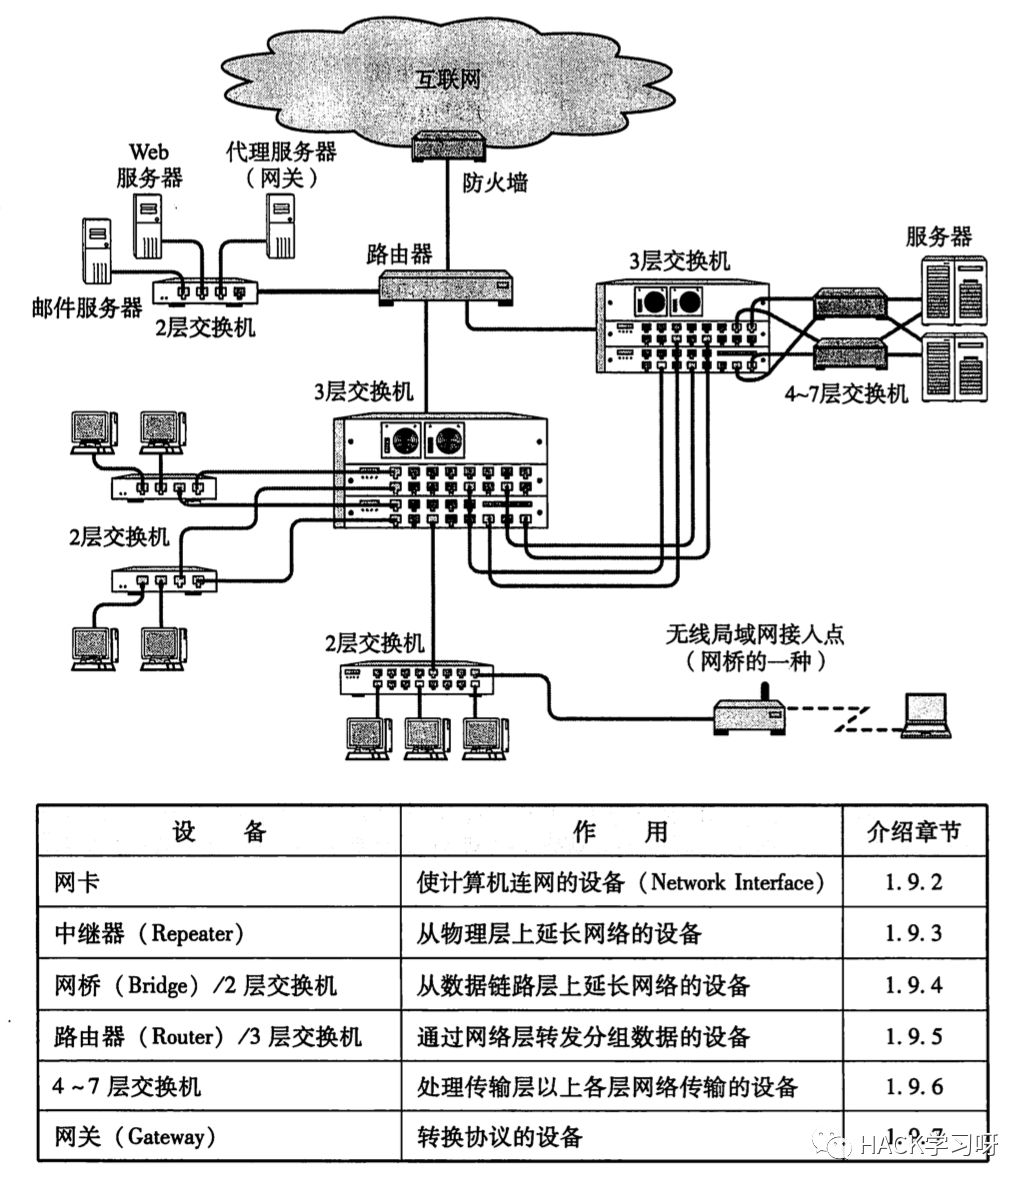 互联网
防火墙
Web
服务器
代理服务器
（网关）
邮件服务器
2层交换机
路由器
3层交换机
服务器
4~7层交换机
3层交换机
2层交换机
2层交换机
无线局域网接入点
（网桥的一种）
设 备 作 用 介绍章节
网卡 使计算机连网的设备（Network Interface） 1.9.2
中继器（Repeater） 从物理层上延长网络的设备 1.9.3
网桥（Bridge）/2 层交换机 从数据链路层上延长网络的设备 1.9.4
路由器（Router）/3 层交换机 通过网络层转发分组数据的设备 1.9.5
4 ~7 层交换机 处理传输层以上各层网络传输的设备 1.9.6
网关（Gateway） 转换协议的设备 1.9.7
HACK学习呀